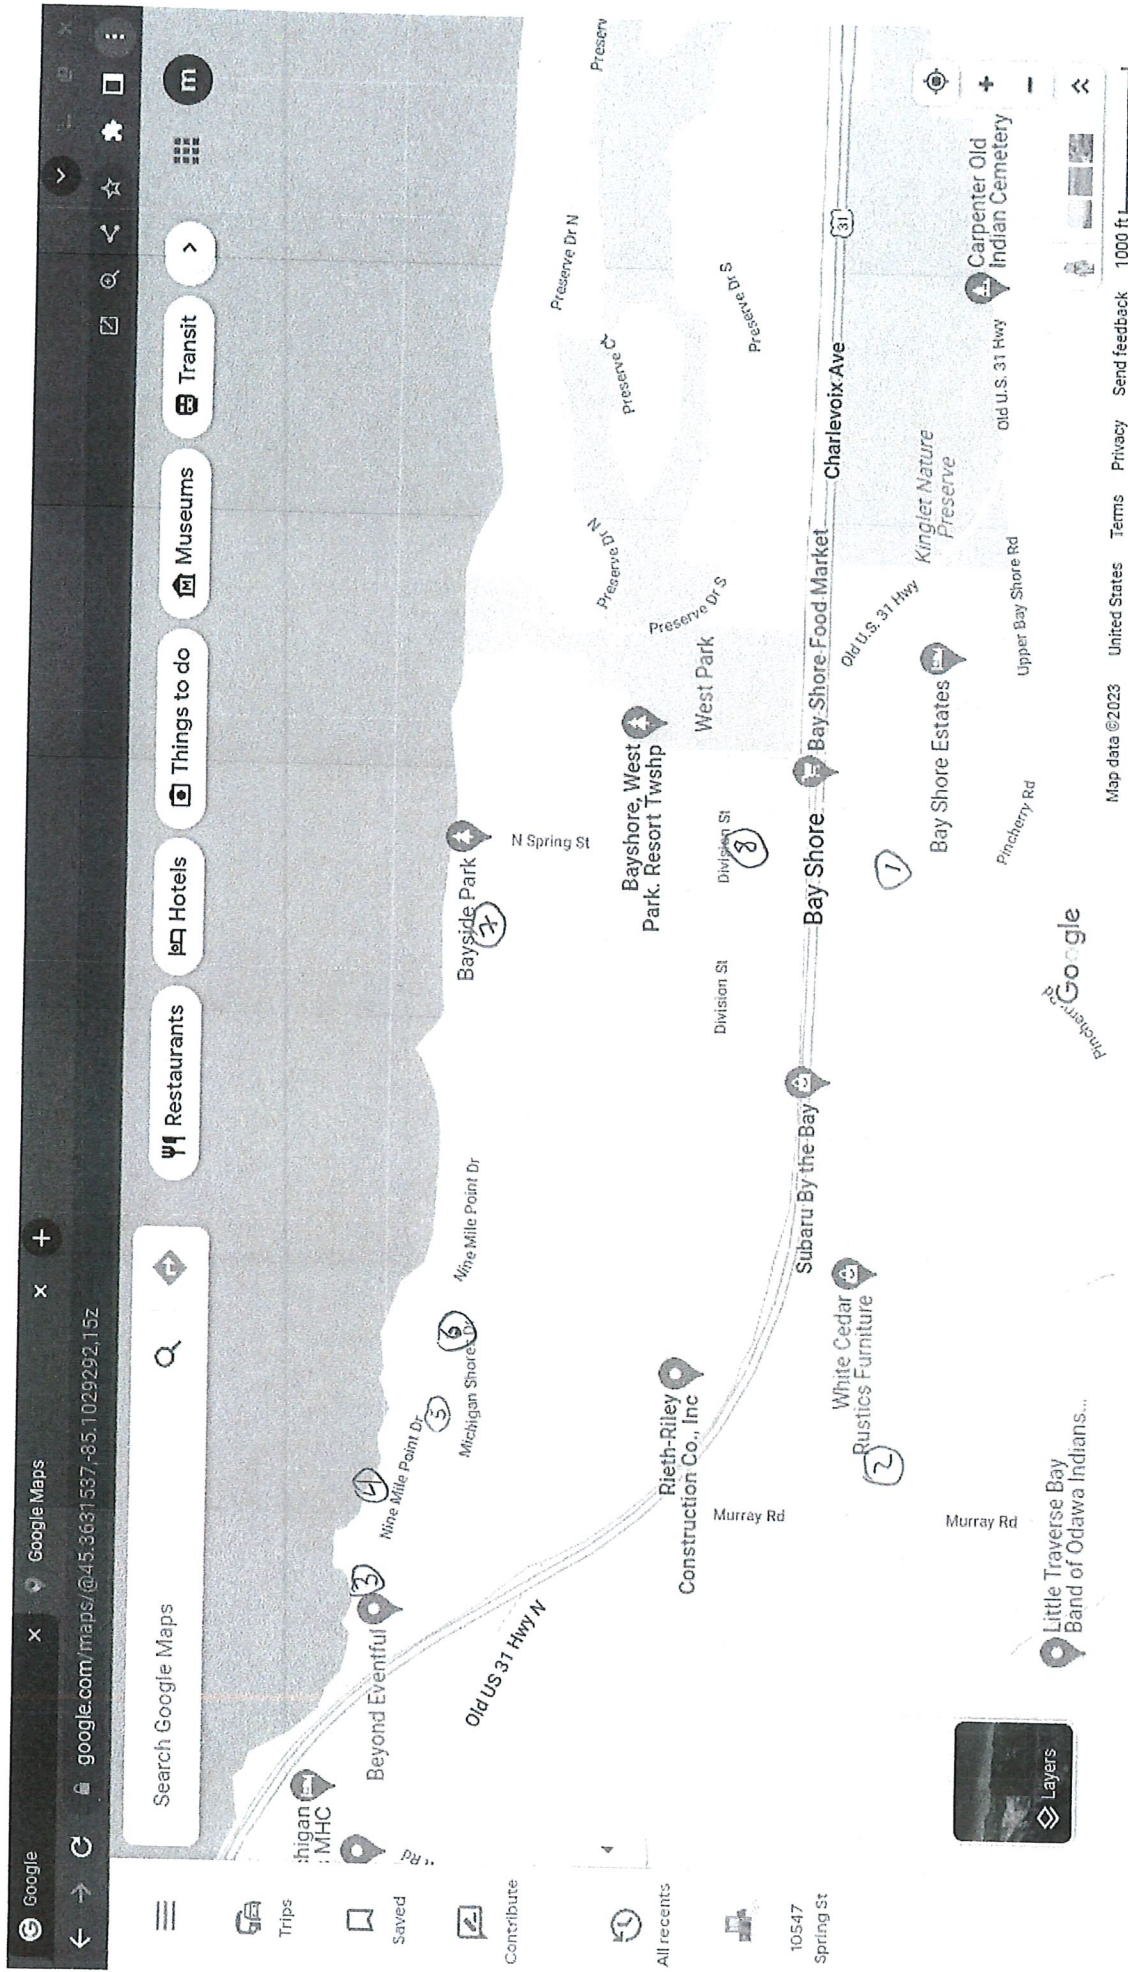 Google
Google Maps
google.com/maps/@45.3631537,-85.1029292,15z
Search Google Maps
Restaurants
Hotels
Things to do
Museums
Transit
m
Trips
Saved
Contribute
All recents
10547
Spring St
higan
MHC
Beyond Eventful
3
4
Nine Mile Point Dr
5
Michigan Shores Dr
6
Nine Mile Point Dr
Bayside Park
7
N Spring St
Old US 31 Hwy N
Rieth-Riley
Construction Co., Inc
Murray Rd
Division St
Division St
8
Bayshore, West
Park. Resort Twshp
West Park
Preserve Dr S
Preserve Dr N
Preserve Ct
Preserve Dr N
Preserve Dr S
Preserv
Subaru By the Bay
Bay Shore
Bay Shore Food Market
Charlevoix Ave
31
White Cedar
Rustics Furniture
2
1
Old U.S. 31 Hwy
Kinglet Nature
Preserve
Bay Shore Estates
Murray Rd
Pincherry Rd
Upper Bay Shore Rd
Old U.S. 31 Hwy
Carpenter Old
Indian Cemetery
Little Traverse Bay
Band of Odawa Indians...
Pincherry Rd
Google
Layers
Map data ©2023
United States
Terms
Privacy
Send feedback
1000 ft